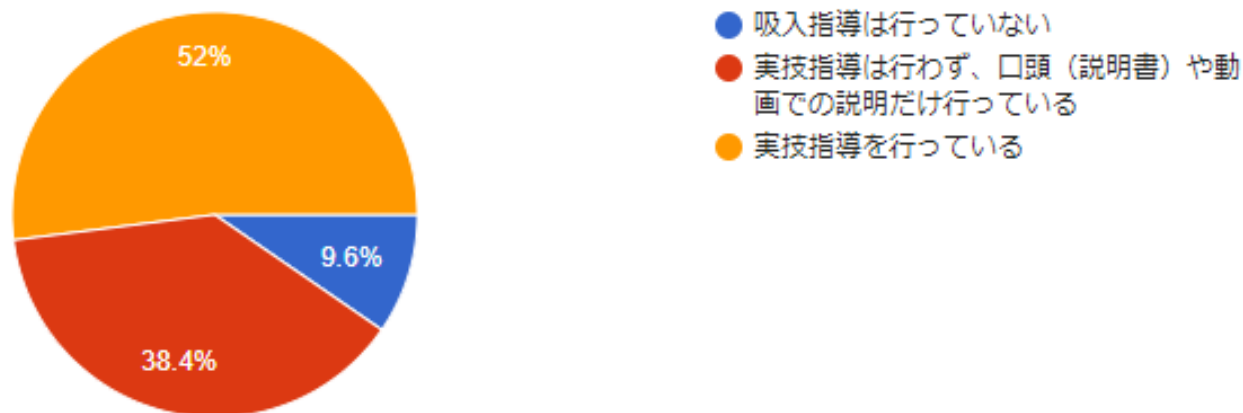 52%
9.6%
38.4%
吸入指導は行っていない
実技指導は行わず、口頭（説明書）や動
画での説明だけ行っている
実技指導を行っている